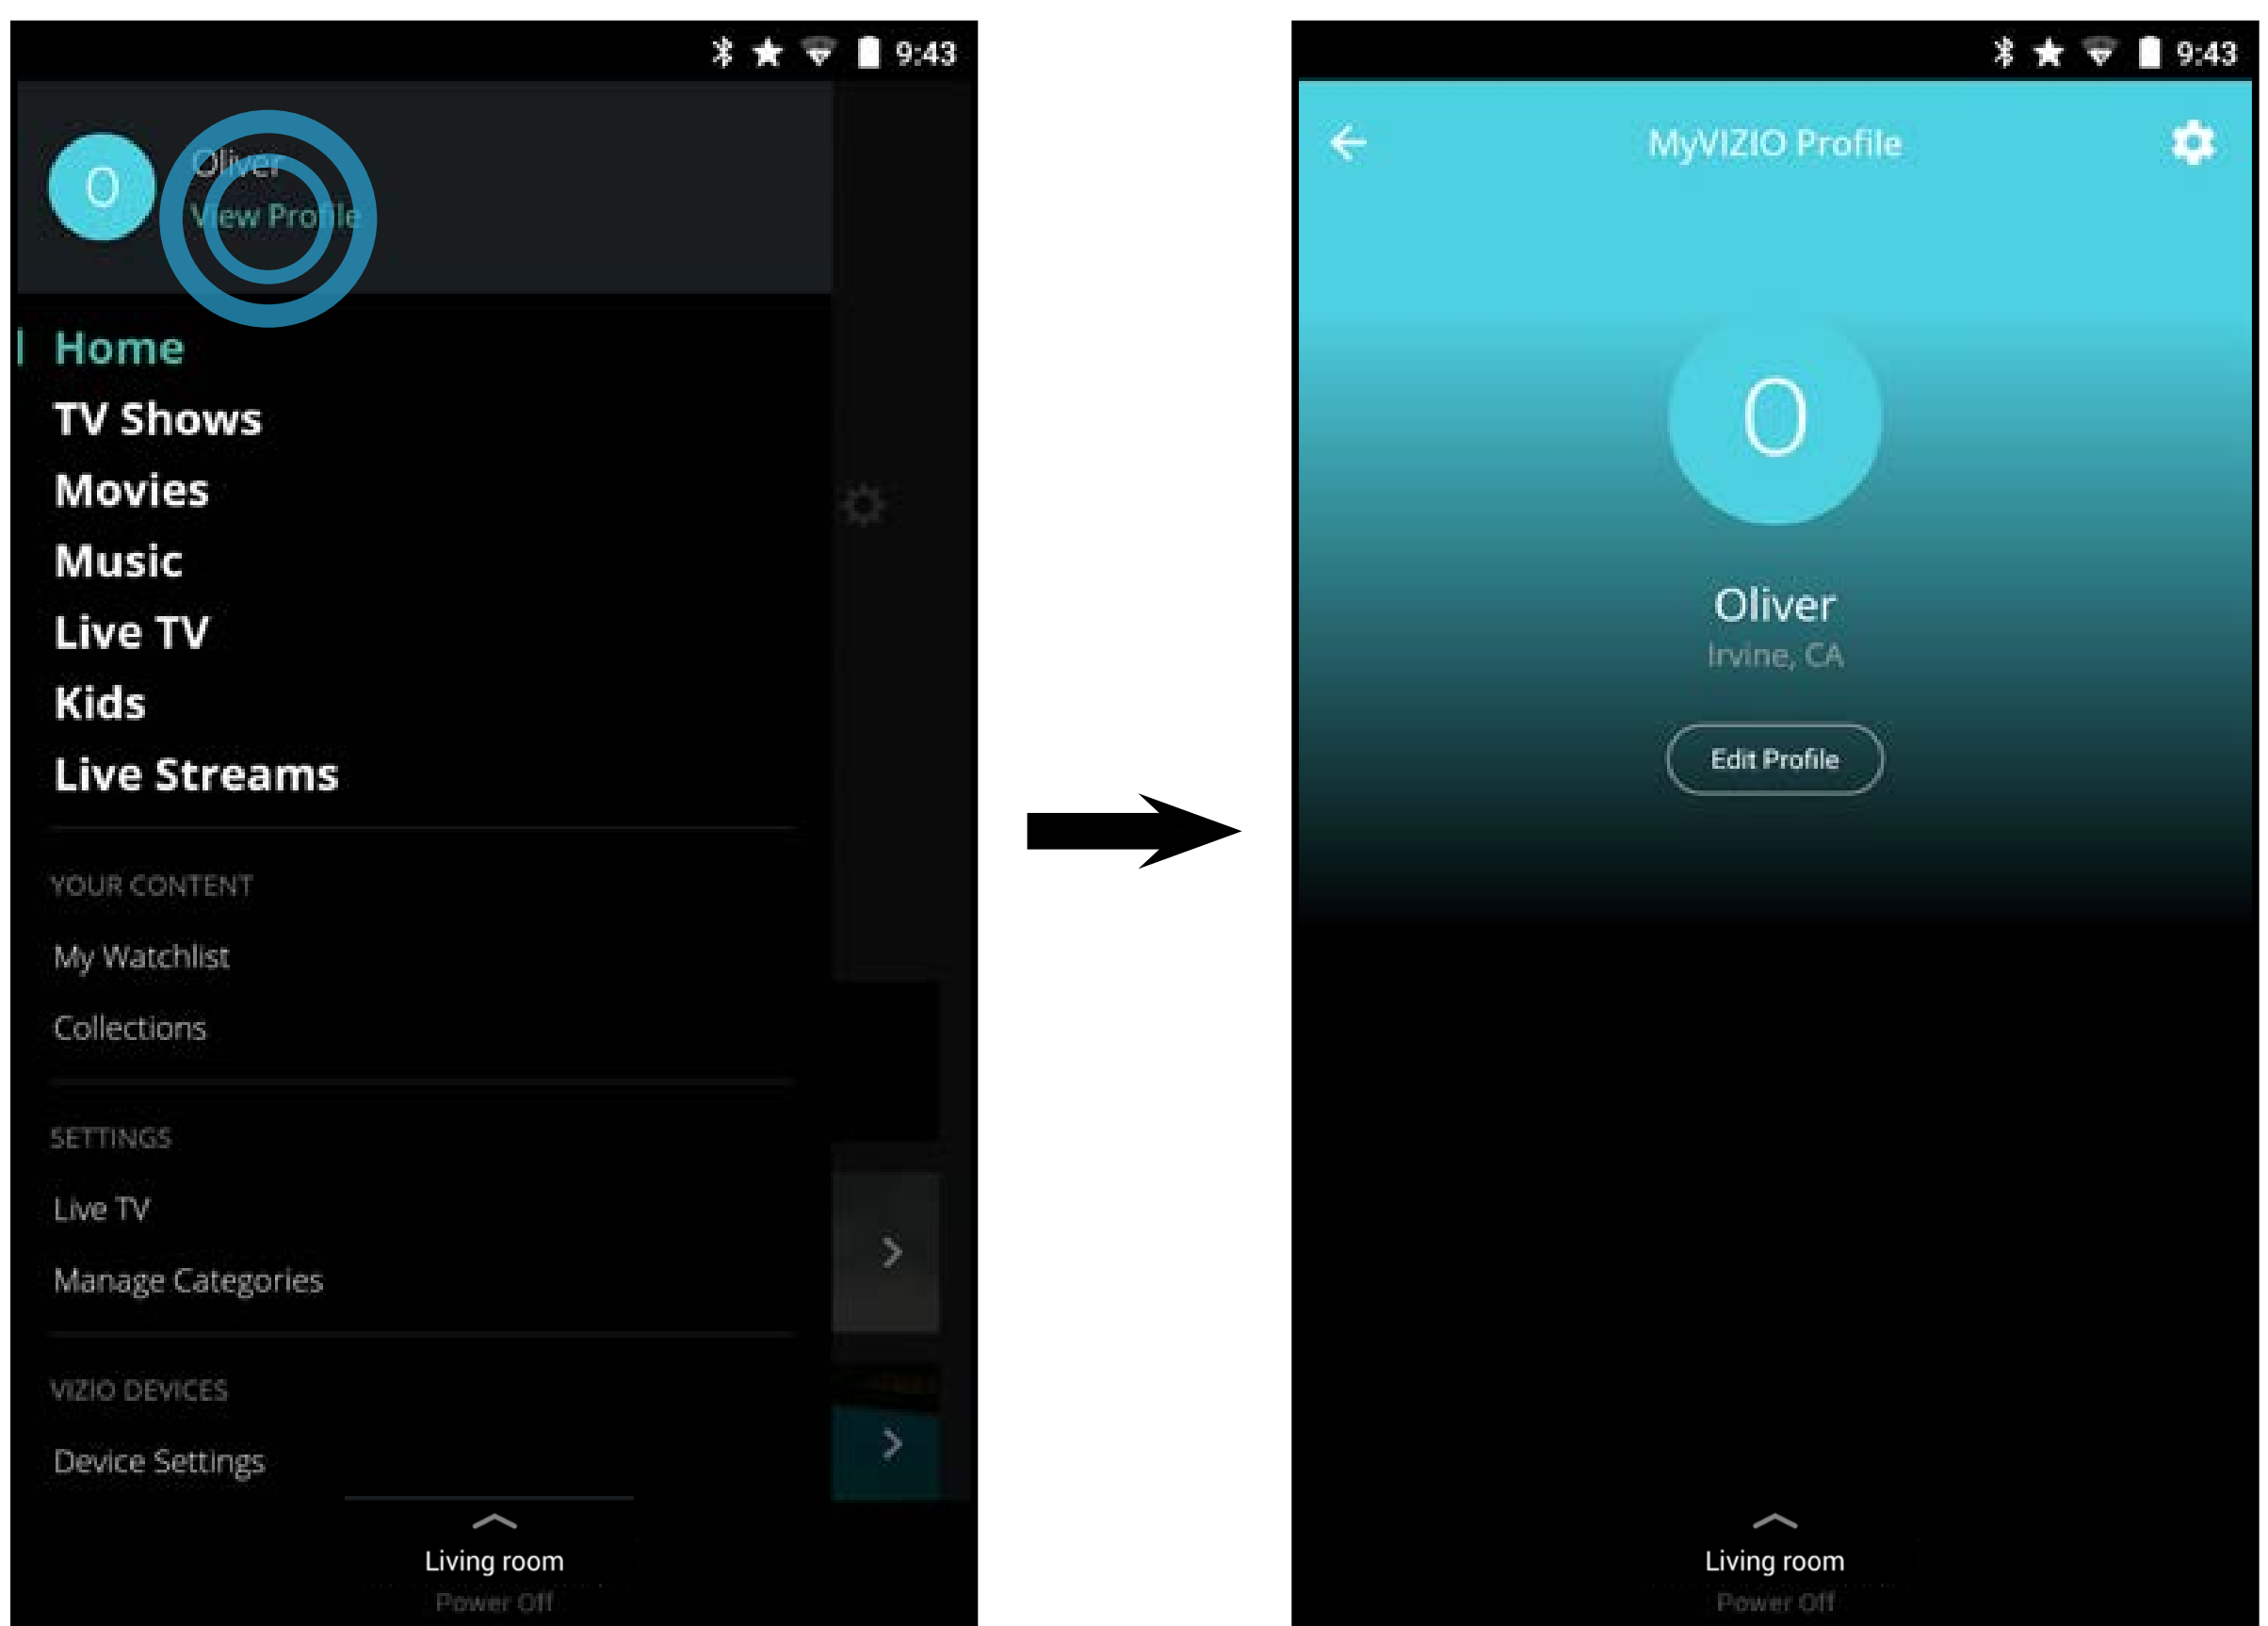 9:43
O
Oliver
View Profile
Home
TV Shows
Movies
Music
Live TV
Kids
Live Streams
YOUR CONTENT
My Watchlist
Collections
SETTINGS
Live TV
Manage Categories
VIZIO DEVICES
Device Settings
Living room
Power Off
9:43
MyVIZIO Profile
O
Oliver
Irvine, CA
Edit Profile
Living room
Power Off